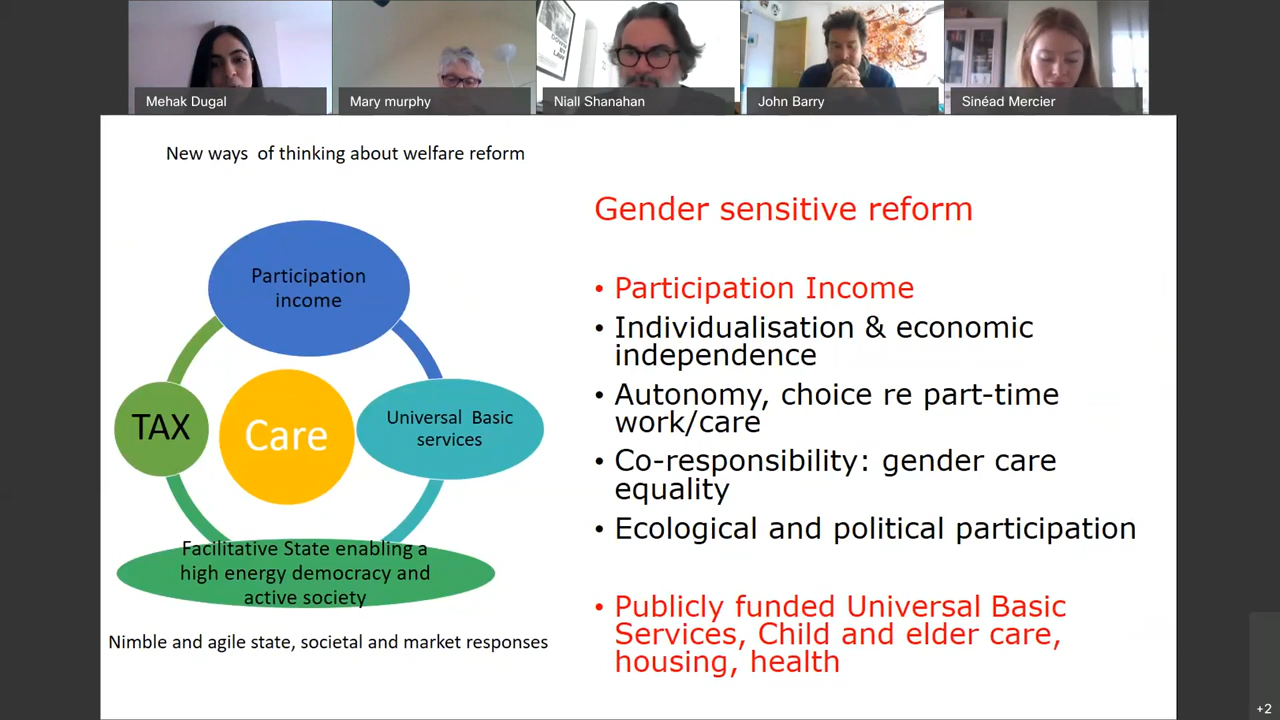 DOWN
BY
LAW
Mehak Dugal
Mary murphy
Niall Shanahan
John Barry
Sinéad Mercier
New ways of thinking about welfare reform
Participation
income
TAX
Care
Universal Basic
services
Facilitative State enabling a
high energy democracy and
active society
Nimble and agile state, societal and market responses
Gender sensitive reform
• Participation Income
• Individualisation & economic
independence
• Autonomy, choice re part-time
work/care
• Co-responsibility: gender care
equality
• Ecological and political participation
• Publicly funded Universal Basic
Services, Child and elder care,
housing, health
+2